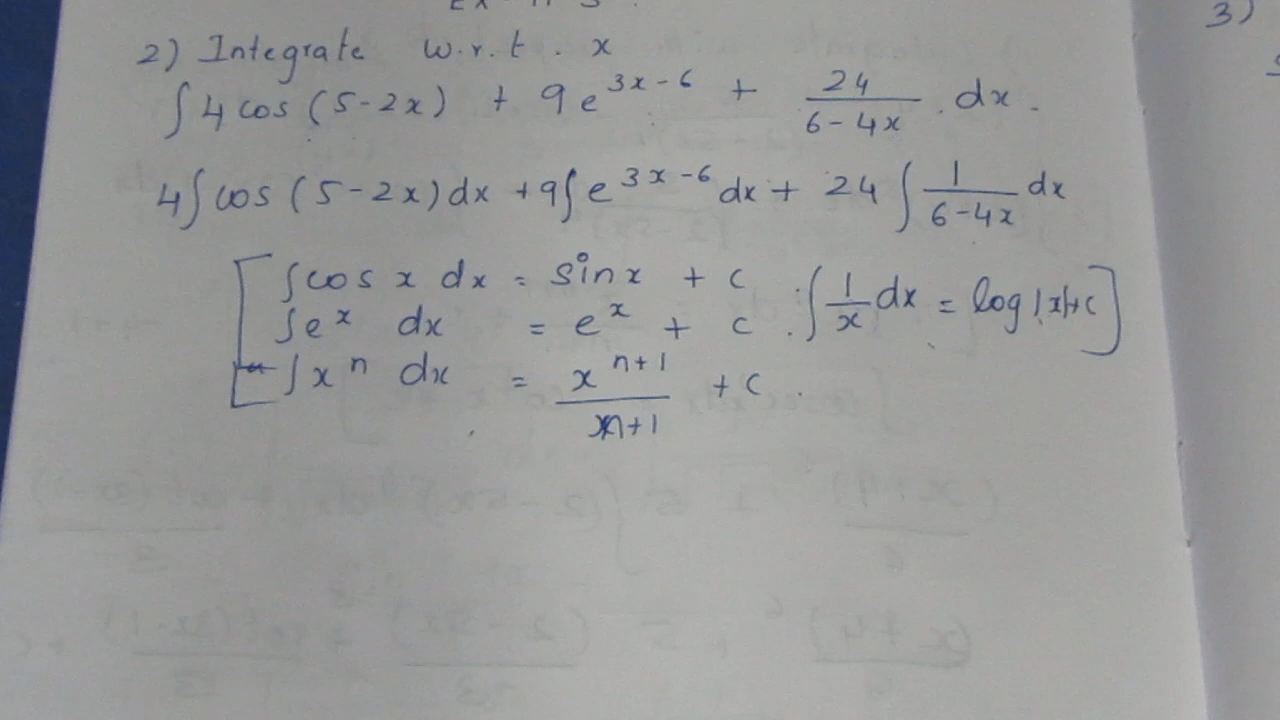 3)
2) Integrate w.r.t. x
∫4 cos (5-2x) + 9e^{3x-6} + 24/(6-4x) . dx.
4∫cos (5-2x)dx + 9∫e^{3x-6} dx + 24 ∫ 1/(6-4x) dx
[∫cos x dx = sin x + c . ∫ 1/x dx = log|x|+c]
∫e^x dx = e^x + c .
∫x^n dx = x^{n+1}/(n+1) + c .